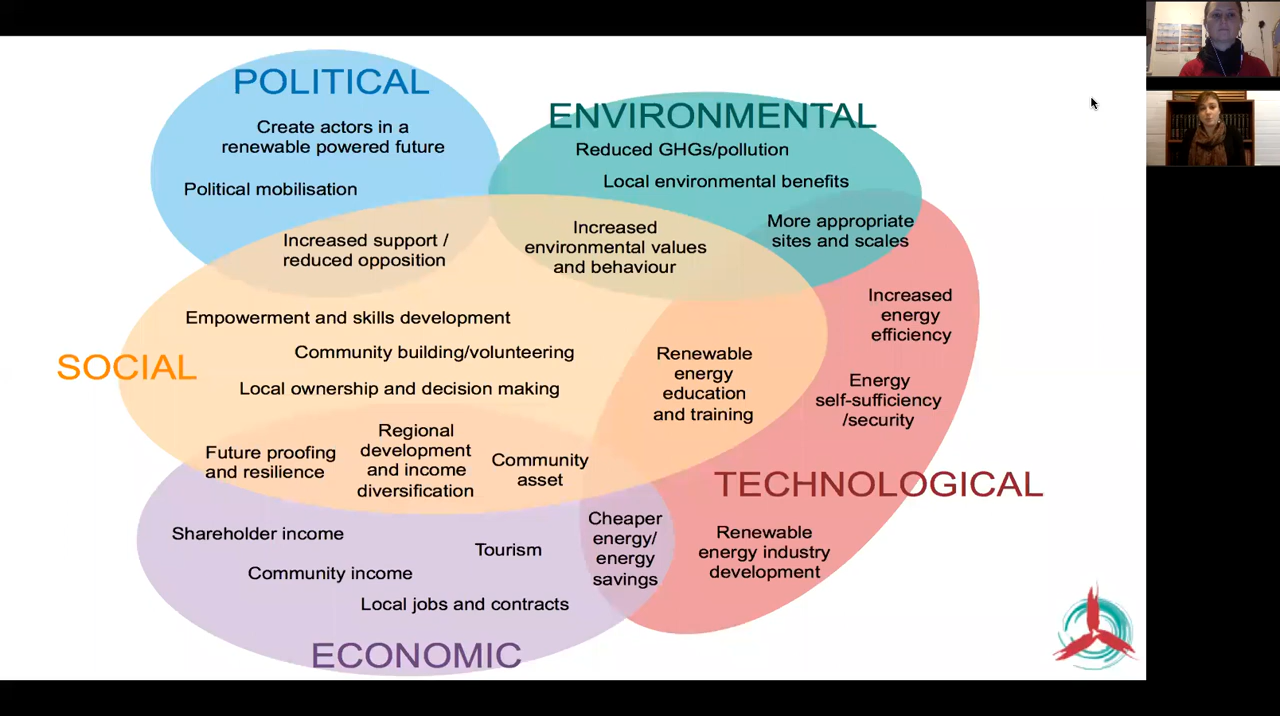 POLITICAL
Create actors in a
renewable powered future
Political mobilisation
Increased support /
reduced opposition
ENVIRONMENTAL
Reduced GHGs/pollution
Local environmental benefits
Increased
environmental values
and behaviour
More appropriate
sites and scales
SOCIAL
Empowerment and skills development
Community building/volunteering
Local ownership and decision making
Future proofing
and resilience
Regional
development
and income
diversification
Community
asset
Renewable
energy
education
and training
Increased
energy
efficiency
Energy
self-sufficiency
/security
TECHNOLOGICAL
Renewable
energy industry
development
Cheaper
energy/
energy
savings
Shareholder income
Tourism
Community income
Local jobs and contracts
ECONOMIC